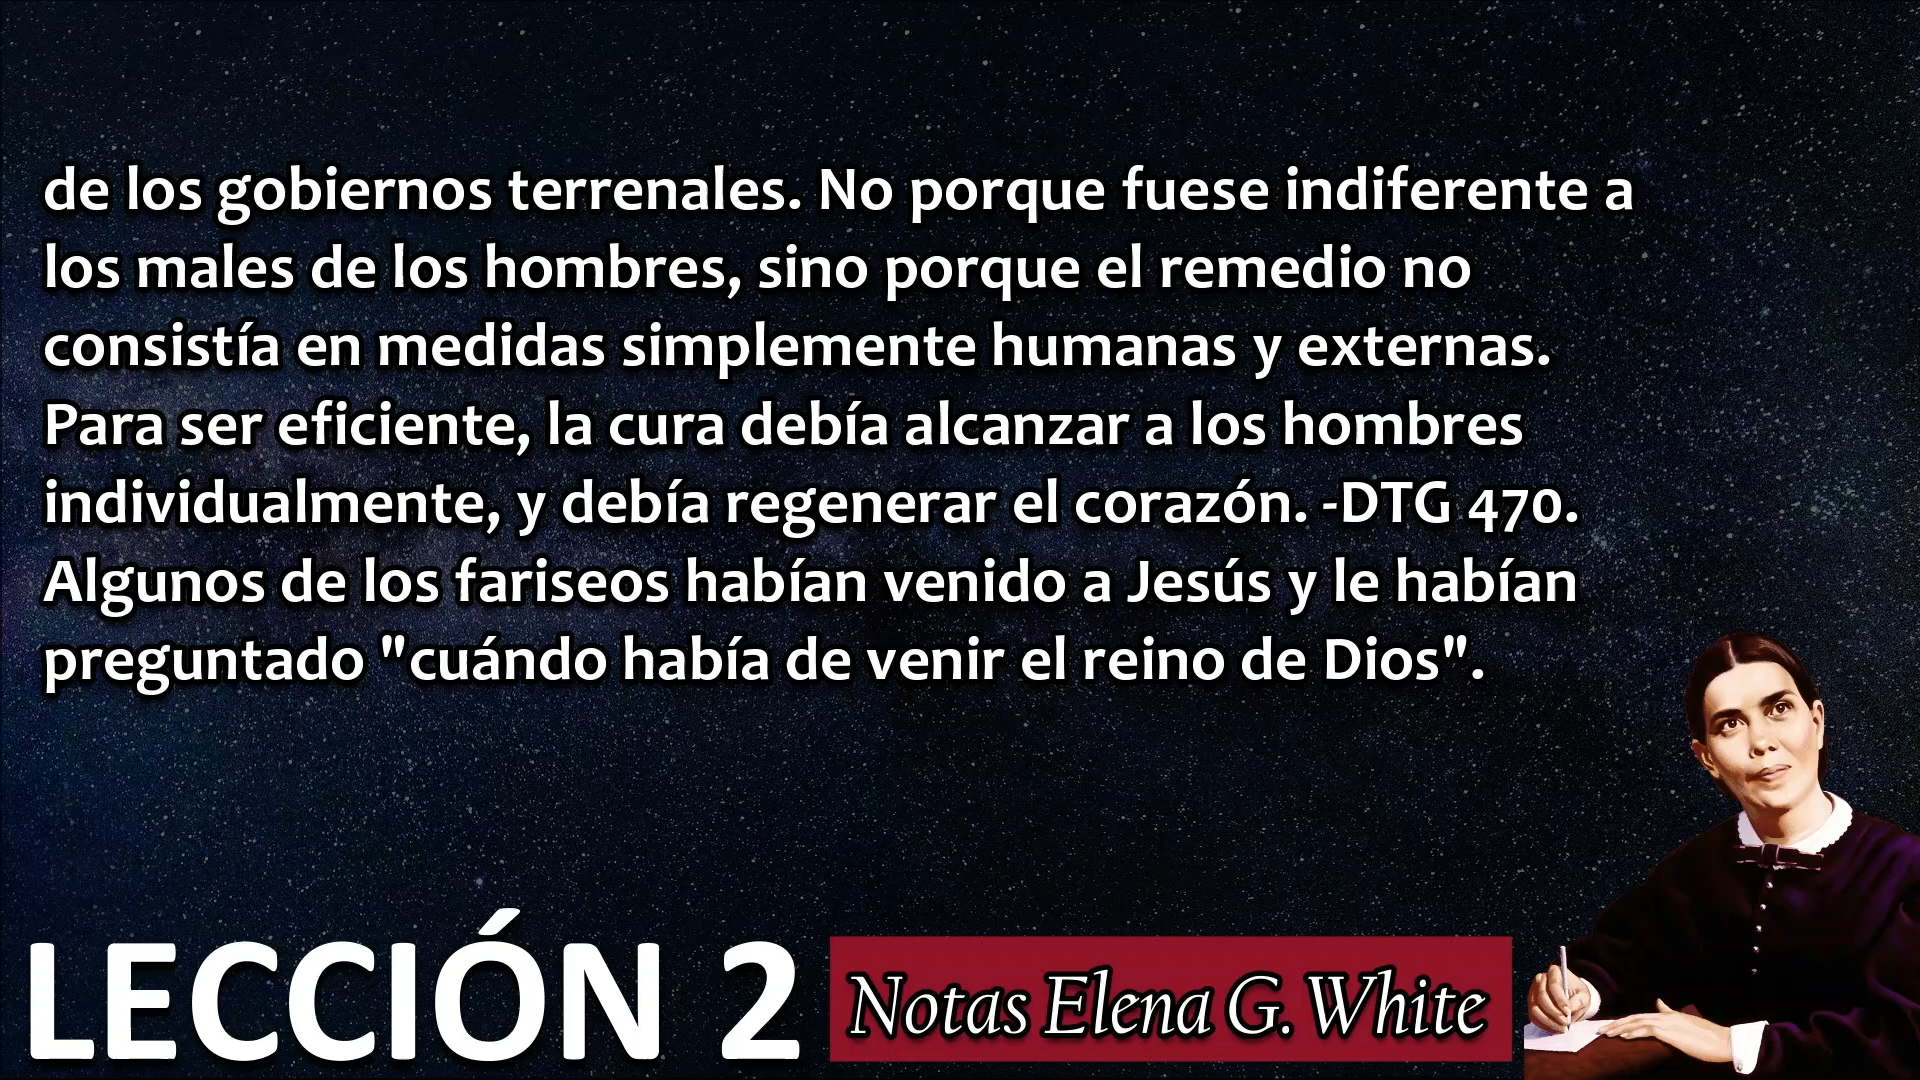 de los gobiernos terrenales. No porque fuese indiferente a
los males de los hombres, sino porque el remedio no
consistía en medidas simplemente humanas y externas.
Para ser eficiente, la cura debía alcanzar a los hombres
individualmente, y debía regenerar el corazón. -DTG 470.
Algunos de los fariseos habían venido a Jesús y le habían
preguntado "cuándo había de venir el reino de Dios".
LECCIÓN 2
Notas Elena G. White